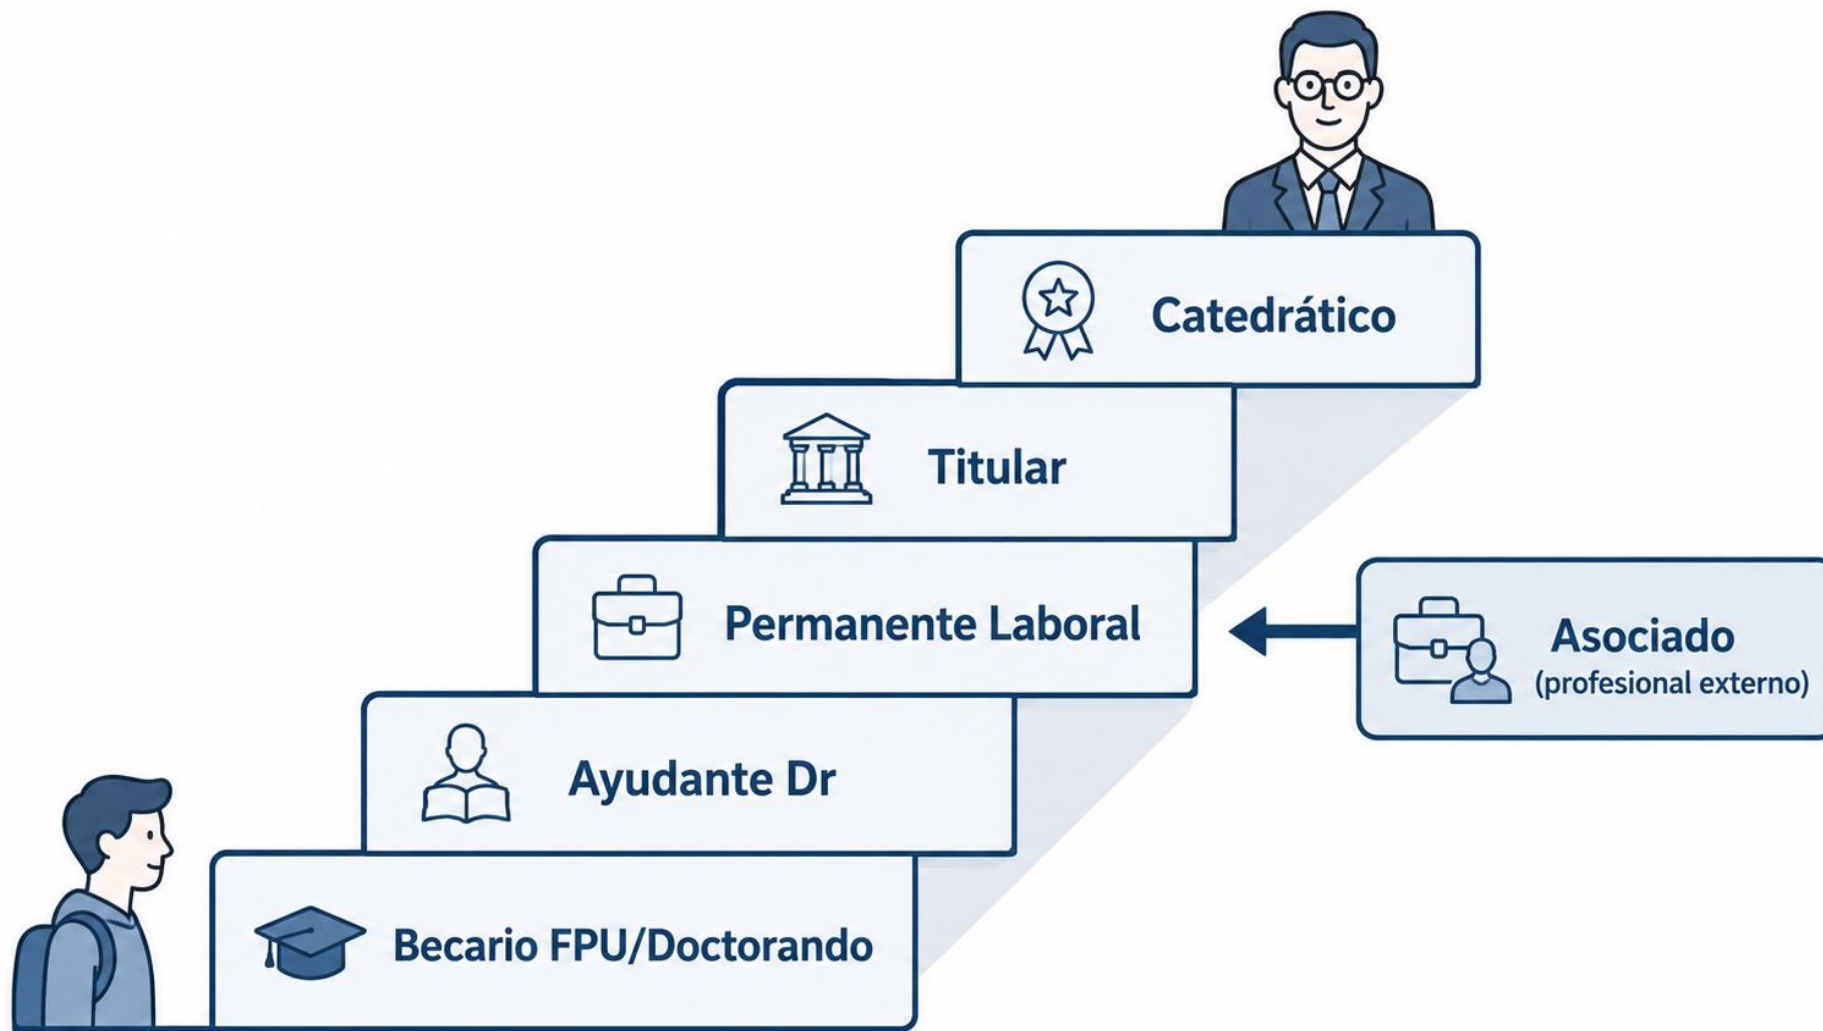 Catedrático
Titular
Permanente Laboral
Asociado
(profesional externo)
Ayudante Dr
Becario FPU/Doctorando